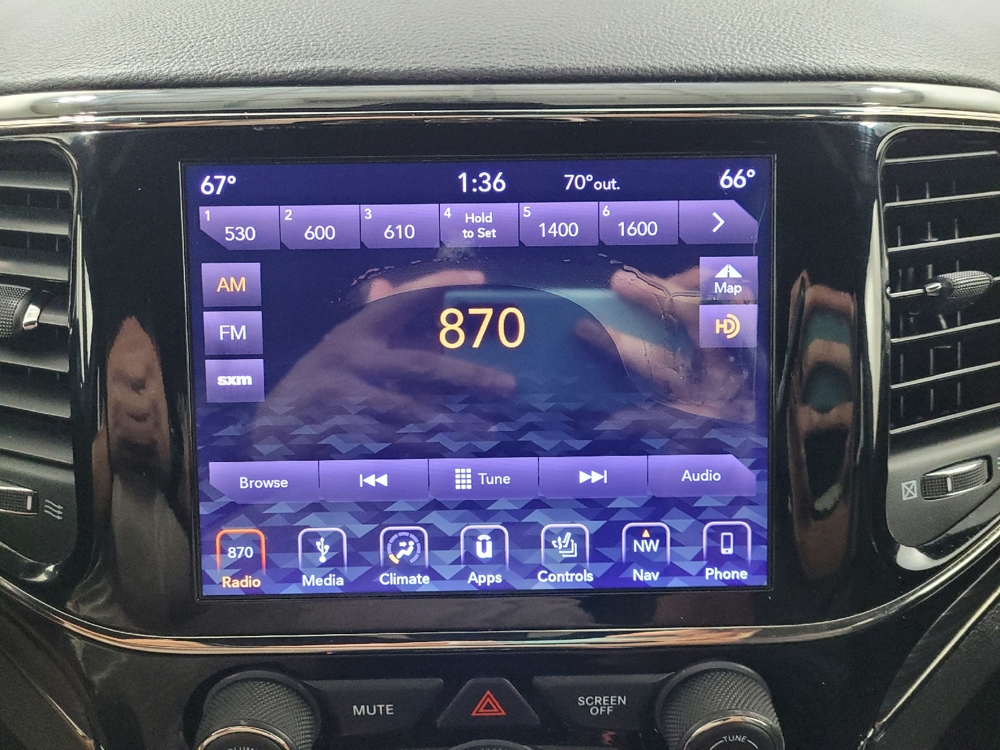 67° 1:36 70°out. 66°
1 530 2 600 3 610 4 Hold to Set 5 1400 6 1600
AM
Map
870
FM
HD
sxm
Browse Tune Audio
870 NW
Radio Media Climate Apps Controls Nav Phone
MUTE SCREEN OFF
TUNE